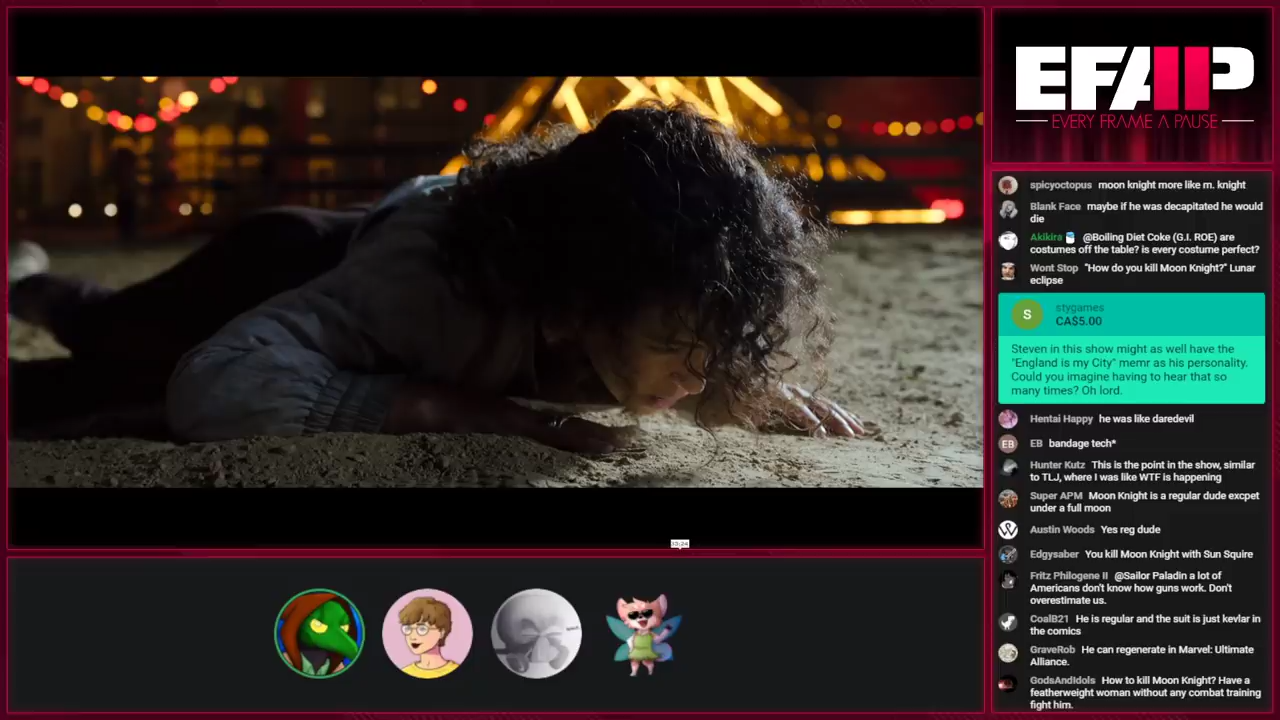 EFAP
EVERY FRAME A PAUSE
spicyoctopus moon knight more like m. knight
Blank Face maybe if he was decapitated he would
die
Akikira @Boiling Diet Coke (G.I. ROE) are
costumes off the table? is every costume perfect?
Wont Stop "How do you kill Moon Knight?" Lunar
eclipse
S
stygames
CA$5.00
Steven in this show might as well have the
"England is my City" memr as his personality.
Could you imagine having to hear that so
many times? Oh lord.
Hentai Happy he was like daredevil
EB EB bandage tech*
Hunter Kutz This is the point in the show, similar
to TLJ, where I was like WTF is happening
Super APM Moon Knight is a regular dude excpet
under a full moon
Austin Woods Yes reg dude
Edgysaber You kill Moon Knight with Sun Squire
Fritz Philogene II @Sailor Paladin a lot of
Americans don't know how guns work. Don't
overestimate us.
CoalB21 He is regular and the suit is just kevlar in
the comics
GraveRob He can regenerate in Marvel: Ultimate
Alliance.
GodsAndIdols How to kill Moon Knight? Have a
featherweight woman without any combat training
fight him.